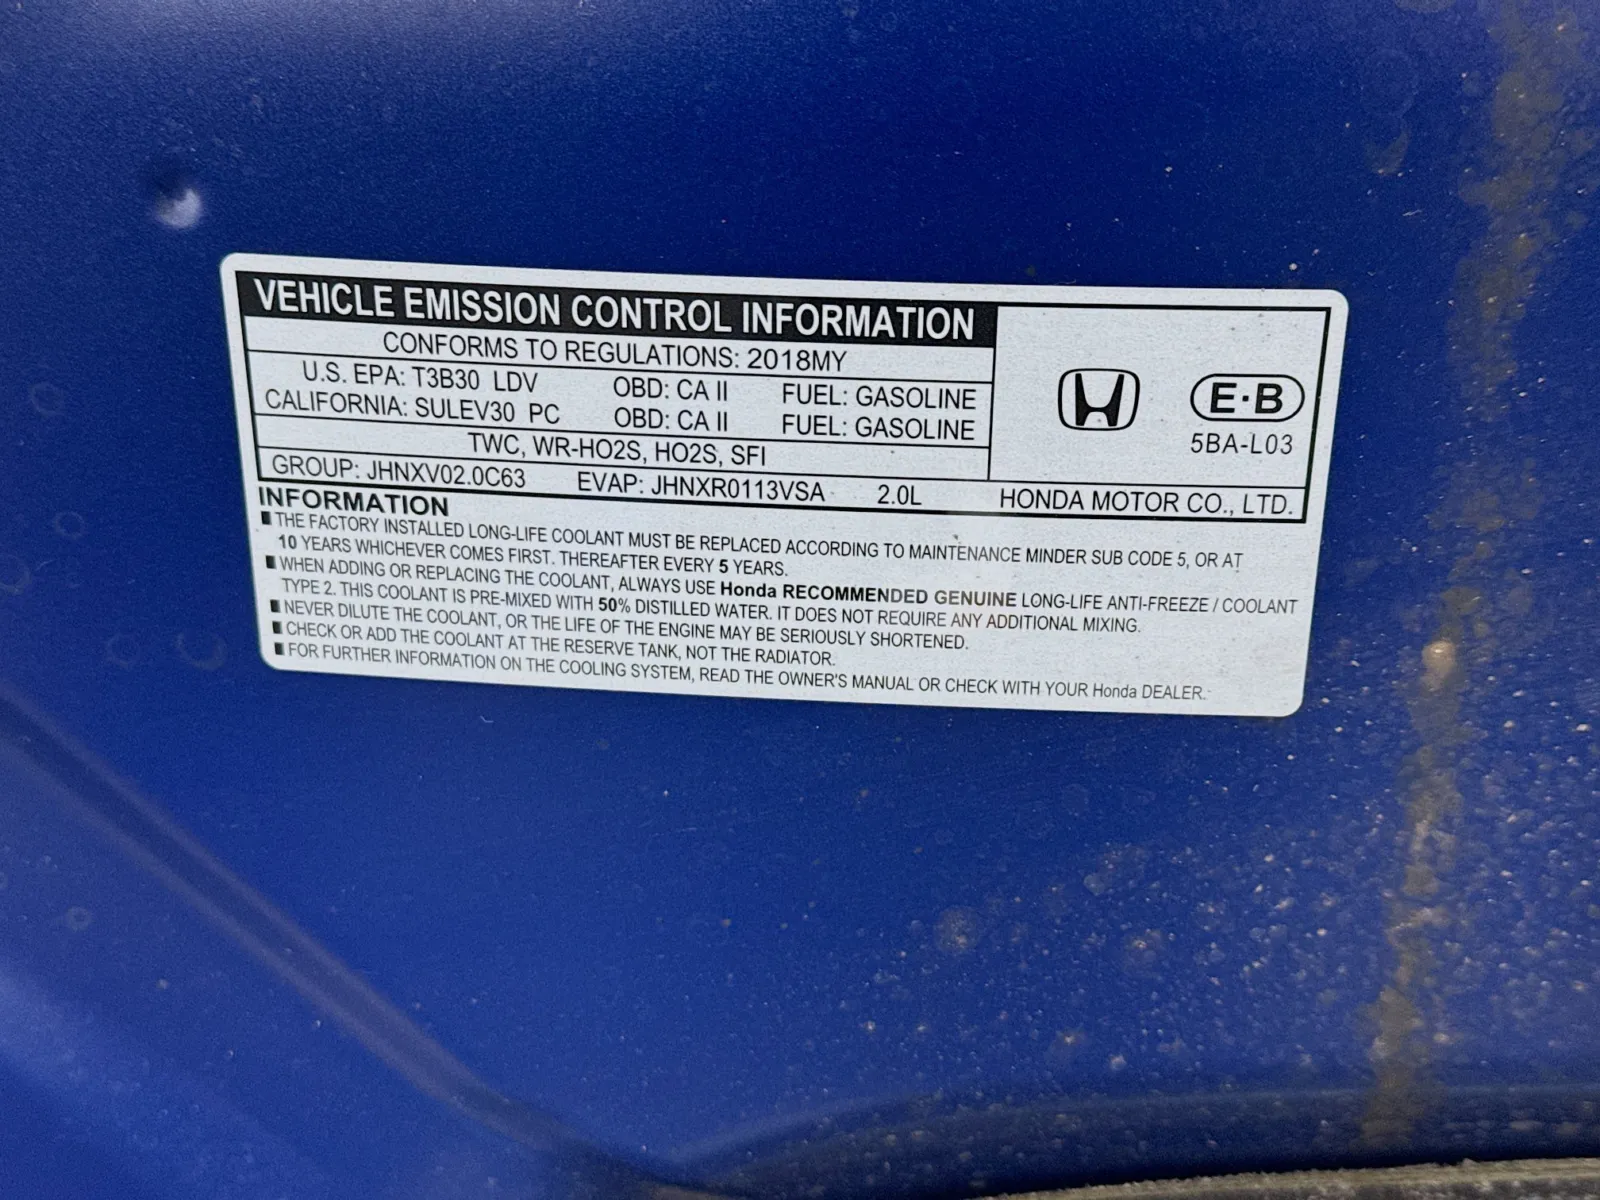 VEHICLE EMISSION CONTROL INFORMATION
CONFORMS TO REGULATIONS: 2018MY
U.S. EPA: T3B30 LDV OBD: CA II FUEL: GASOLINE
CALIFORNIA: SULEV30 PC OBD: CA II FUEL: GASOLINE
TWC, WR-HO2S, HO2S, SFI
GROUP: JHNXV02.0C63 EVAP: JHNXR0113VSA 2.0L
E·B
5BA-L03
HONDA MOTOR CO., LTD.
INFORMATION
THE FACTORY INSTALLED LONG-LIFE COOLANT MUST BE REPLACED ACCORDING TO MAINTENANCE MINDER SUB CODE 5, OR AT
10 YEARS WHICHEVER COMES FIRST. THEREAFTER EVERY 5 YEARS.
WHEN ADDING OR REPLACING THE COOLANT, ALWAYS USE Honda RECOMMENDED GENUINE LONG-LIFE ANTI-FREEZE / COOLANT
TYPE 2. THIS COOLANT IS PRE-MIXED WITH 50% DISTILLED WATER. IT DOES NOT REQUIRE ANY ADDITIONAL MIXING.
NEVER DILUTE THE COOLANT, OR THE LIFE OF THE ENGINE MAY BE SERIOUSLY SHORTENED.
CHECK OR ADD THE COOLANT AT THE RESERVE TANK, NOT THE RADIATOR.
FOR FURTHER INFORMATION ON THE COOLING SYSTEM, READ THE OWNER'S MANUAL OR CHECK WITH YOUR Honda DEALER.